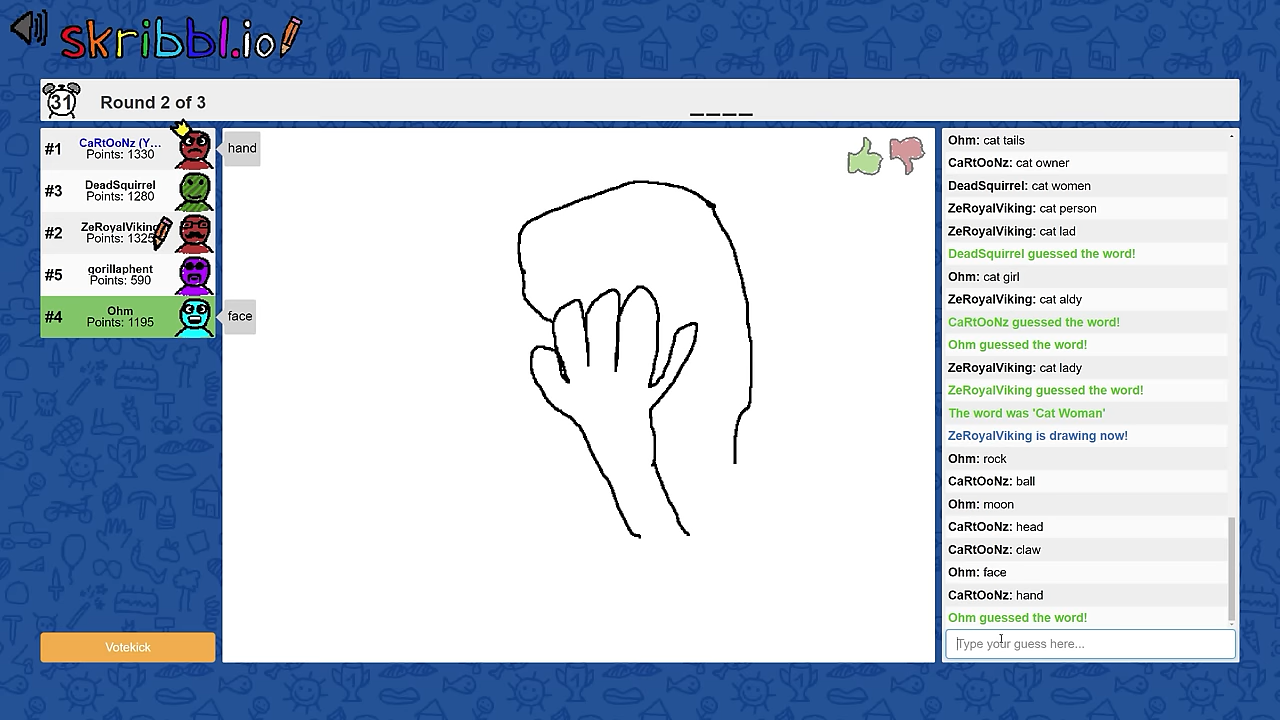 skribbl.io
31
Round 2 of 3
_ _ _ _
#1
CaRtOoNz (Y...
Points: 1330
#3
DeadSquirrel
Points: 1280
#2
ZeRoyalViking
Points: 1325
#5
gorillaphent
Points: 590
#4
Ohm
Points: 1195
hand
face
Votekick
Ohm: cat tails
CaRtOoNz: cat owner
DeadSquirrel: cat women
ZeRoyalViking: cat person
ZeRoyalViking: cat lad
DeadSquirrel guessed the word!
Ohm: cat girl
ZeRoyalViking: cat aldy
CaRtOoNz guessed the word!
Ohm guessed the word!
ZeRoyalViking: cat lady
ZeRoyalViking guessed the word!
The word was 'Cat Woman'
ZeRoyalViking is drawing now!
Ohm: rock
CaRtOoNz: ball
Ohm: moon
CaRtOoNz: head
CaRtOoNz: claw
Ohm: face
CaRtOoNz: hand
Ohm guessed the word!
Type your guess here...